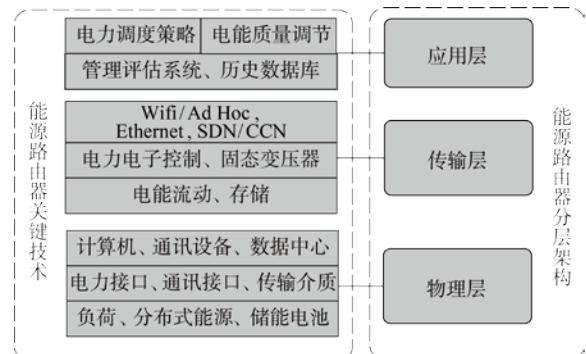 能源路由器关键技术
电力调度策略 电能质量调节
管理评估系统、历史数据库
Wifi/Ad Hoc,
Ethernet, SDN/CCN
电力电子控制、固态变压器
电能流动、存储
计算机、通讯设备、数据中心
电力接口、通讯接口、传输介质
负荷、分布式能源、储能电池
应用层
传输层
物理层
能源路由器分层架构